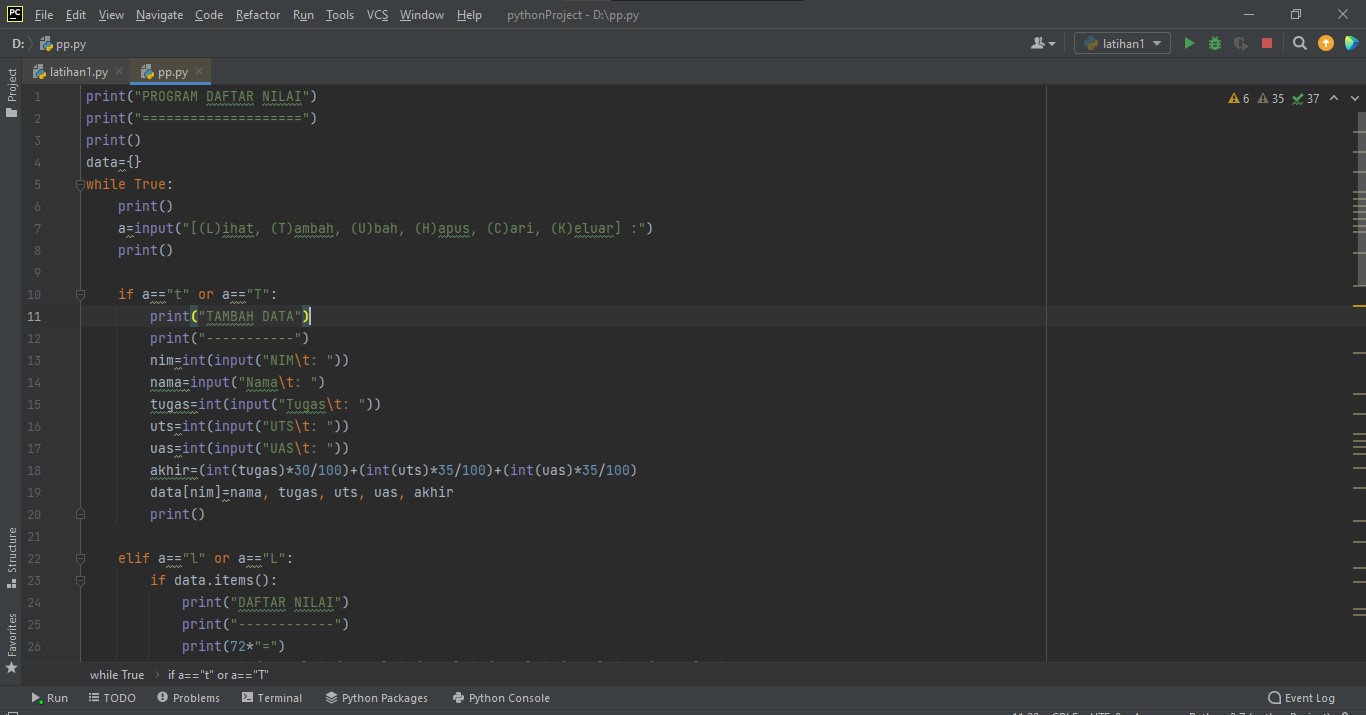 PC File Edit View Navigate Code Refactor Run Tools VCS Window Help pythonProject - D:\pp.py
D: pp.py latihan1
latihan1.py pp.py
Project
6 35 37
1 print("PROGRAM DAFTAR NILAI")
2 print("====================")
3 print()
4 data={}
5 while True:
6 print()
7 a=input("[(L)ihat, (T)ambah, (U)bah, (H)apus, (C)ari, (K)eluar] :")
8 print()
9
10 if a=="t" or a=="T":
11 print("TAMBAH DATA")
12 print("-----------")
13 nim=int(input("NIM\t: "))
14 nama=input("Nama\t: ")
15 tugas=int(input("Tugas\t: "))
16 uts=int(input("UTS\t: "))
17 uas=int(input("UAS\t: "))
18 akhir=(int(tugas)*30/100)+(int(uts)*35/100)+(int(uas)*35/100)
19 data[nim]=nama, tugas, uts, uas, akhir
20 print()
21
22 elif a=="l" or a=="L":
23 if data.items():
24 print("DAFTAR NILAI")
25 print("------------")
26 print(72*"=")
Structure
Favorites
while True if a=="t" or a=="T"
Run TODO Problems Terminal Python Packages Python Console Event Log